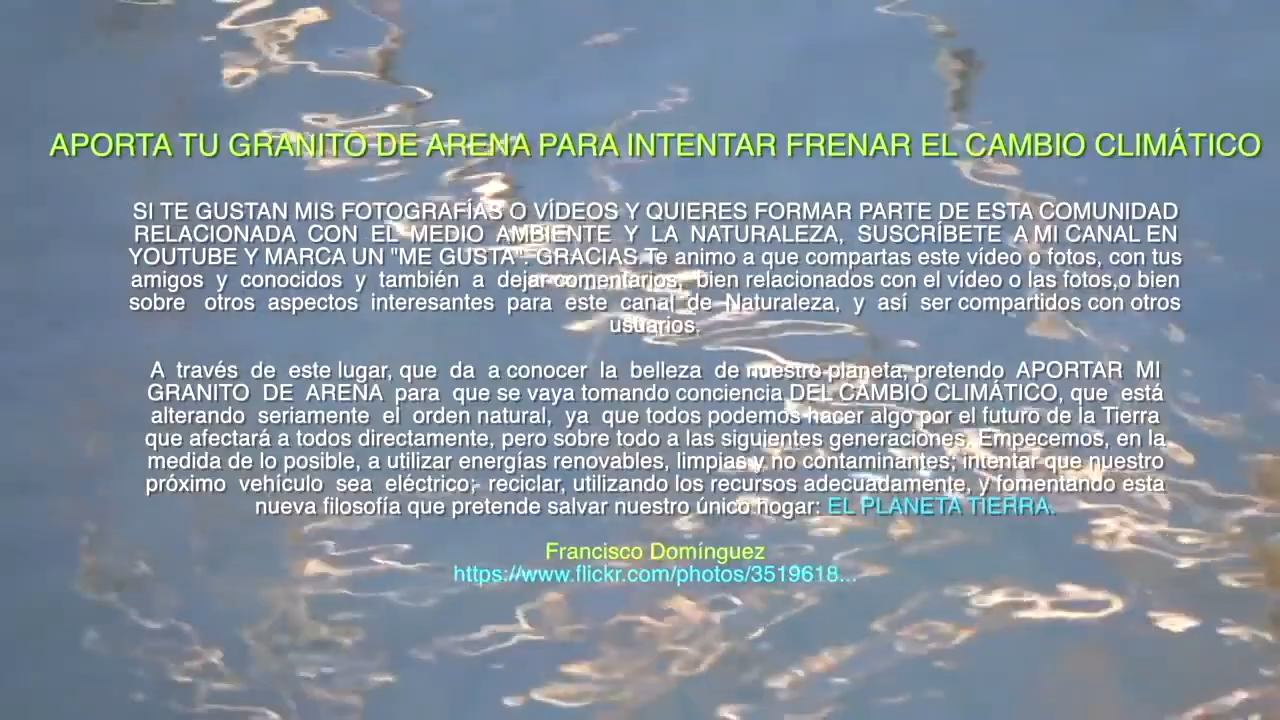 APORTA TU GRANITO DE ARENA PARA INTENTAR FRENAR EL CAMBIO CLIMÁTICO
SI TE GUSTAN MIS FOTOGRAFÍAS O VÍDEOS Y QUIERES FORMAR PARTE DE ESTA COMUNIDAD
RELACIONADA CON EL MEDIO AMBIENTE Y LA NATURALEZA, SUSCRÍBETE A MI CANAL EN
YOUTUBE Y MARCA UN "ME GUSTA". GRACIAS. Te animo a que compartas este vídeo o fotos, con tus
amigos y conocidos y también a dejar comentarios, bien relacionados con el vídeo o las fotos,o bien
sobre otros aspectos interesantes para este canal de Naturaleza, y así ser compartidos con otros
usuarios.
A través de este lugar, que da a conocer la belleza de nuestro planeta, pretendo APORTAR MI
GRANITO DE ARENA para que se vaya tomando conciencia DEL CAMBIO CLIMÁTICO, que está
alterando seriamente el orden natural, ya que todos podemos hacer algo por el futuro de la Tierra
que afectará a todos directamente, pero sobre todo a las siguientes generaciones. Empecemos, en la
medida de lo posible, a utilizar energías renovables, limpias y no contaminantes; intentar que nuestro
próximo vehículo sea eléctrico; reciclar, utilizando los recursos adecuadamente, y fomentando esta
nueva filosofía que pretende salvar nuestro único hogar: EL PLANETA TIERRA.
Francisco Domínguez
https://www.flickr.com/photos/3519618...